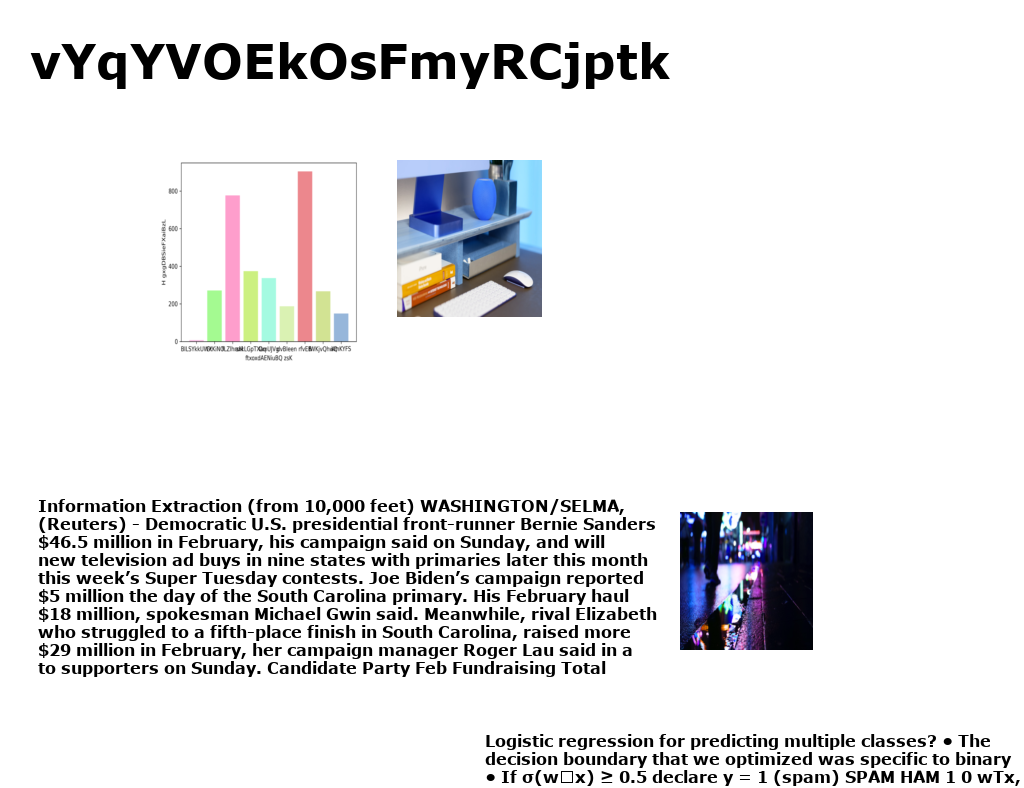 vYqYVOEkOsFmyRCjptk
800
600
400
200
0
Information Extraction (from 10,000 feet) WASHINGTON/SELMA,
(Reuters) - Democratic U.S. presidential front-runner Bernie Sanders
$46.5 million in February, his campaign said on Sunday, and will
new television ad buys in nine states with primaries later this month
this week’s Super Tuesday contests. Joe Biden’s campaign reported
$5 million the day of the South Carolina primary. His February haul
$18 million, spokesman Michael Gwin said. Meanwhile, rival Elizabeth
who struggled to a fifth-place finish in South Carolina, raised more
$29 million in February, her campaign manager Roger Lau said in a
to supporters on Sunday. Candidate Party Feb Fundraising Total
Logistic regression for predicting multiple classes? ● The
decision boundary that we optimized was specific to binary
● If σ(w□x) ≥ 0.5 declare y = 1 (spam) SPAM HAM 1 0 wTx,